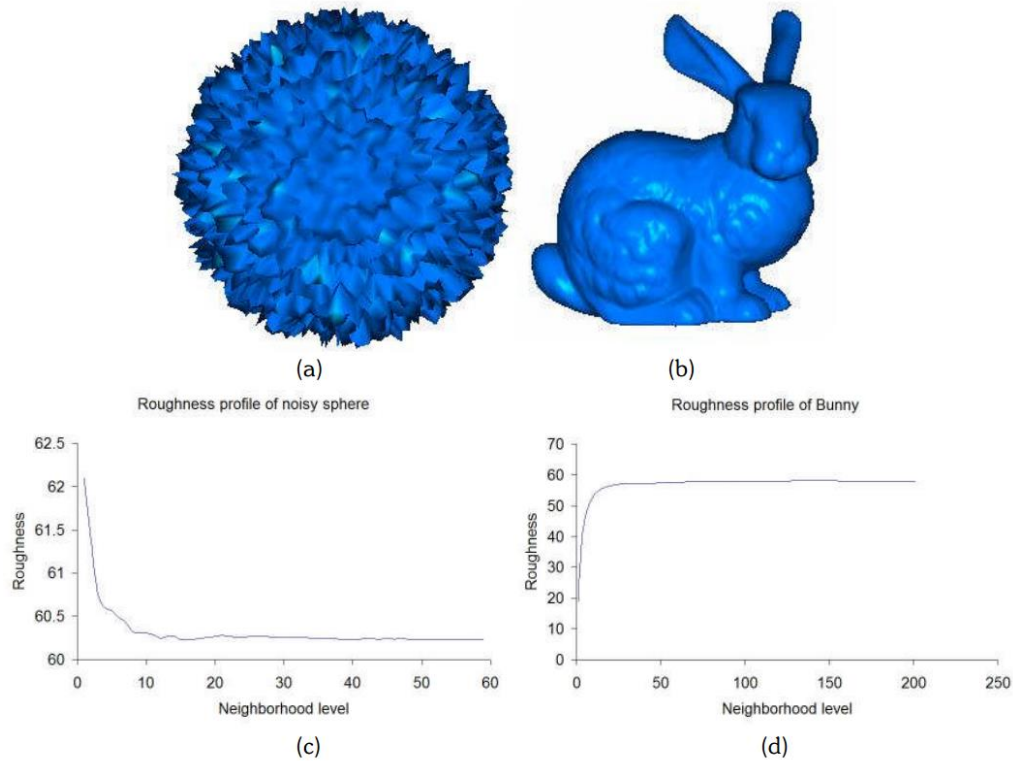 (a)
(b)
Roughness profile of noisy sphere
62.5
62
61.5
61
60.5
60
0
10
20
30
40
50
60
Roughness
Neighborhood level
(c)
Roughness profile of Bunny
70
60
50
40
30
20
10
0
0
50
100
150
200
250
Roughness
Neighborhood level
(d)